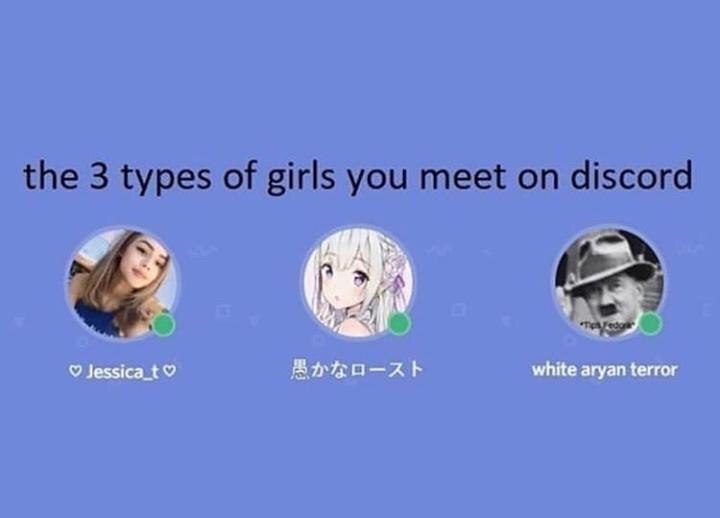 the 3 types of girls you meet on discord
♡ Jessica_t ♡
愚かなロースト
*Tips Fedora*
white aryan terror